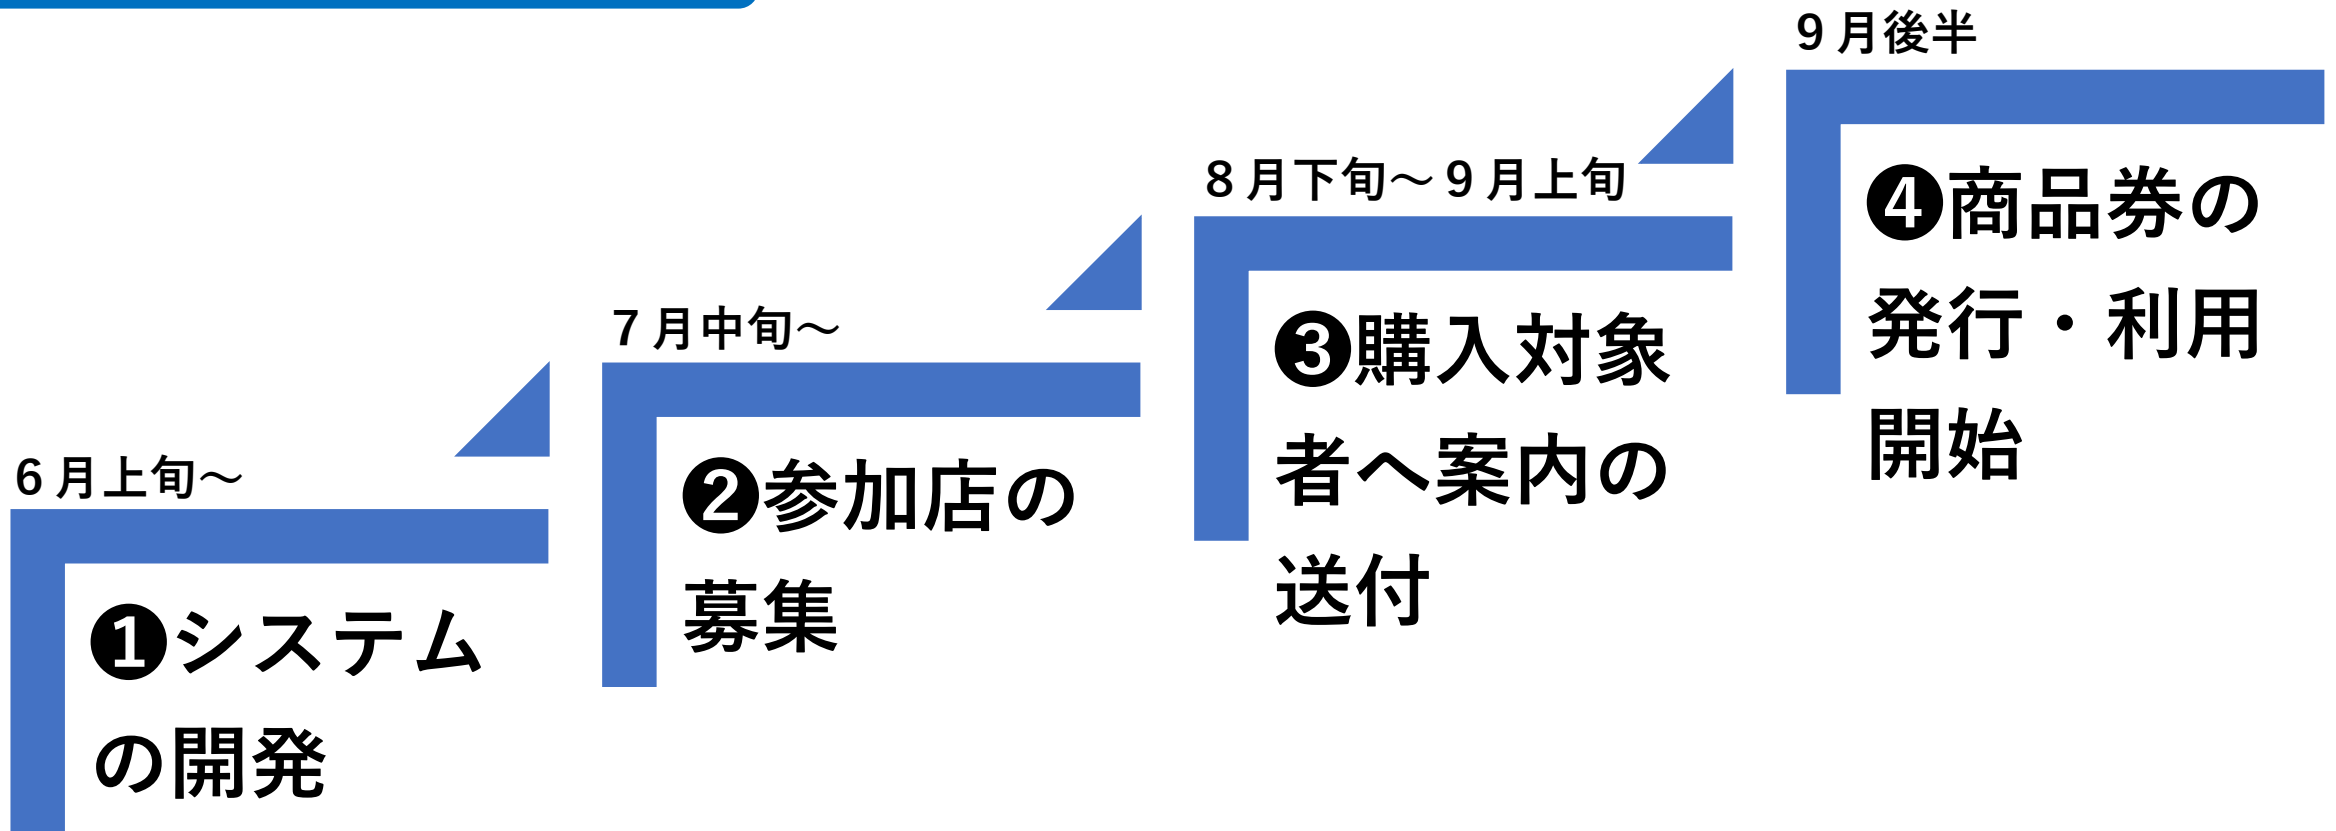 ６月上旬～
❶システム
の開発
７月中旬～
❷参加店の
募集
８月下旬～９月上旬
❸購入対象
者へ案内の
送付
９月後半
❹商品券の
発行・利用
開始